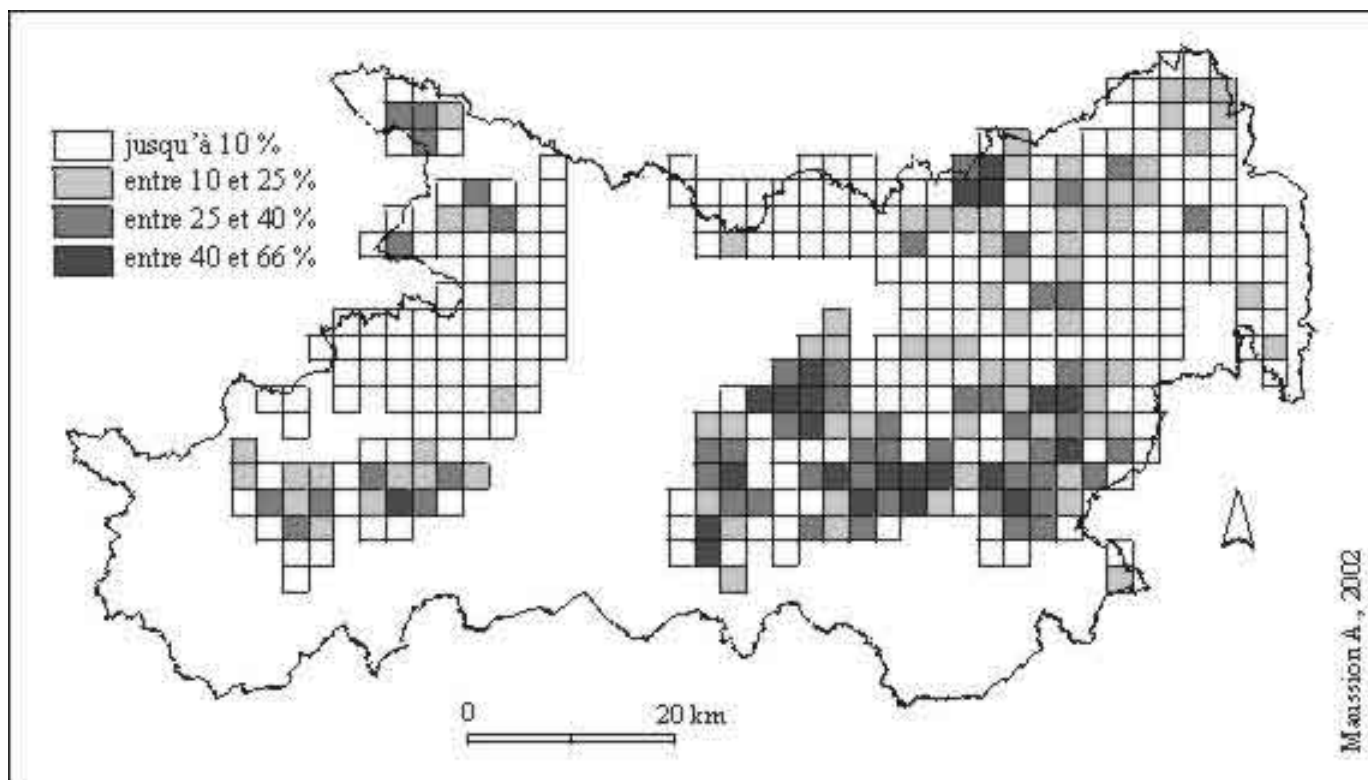 jusqu'à 10 %
entre 10 et 25 %
entre 25 et 40 %
entre 40 et 66 %
0 20 km
Maussion A., 2002